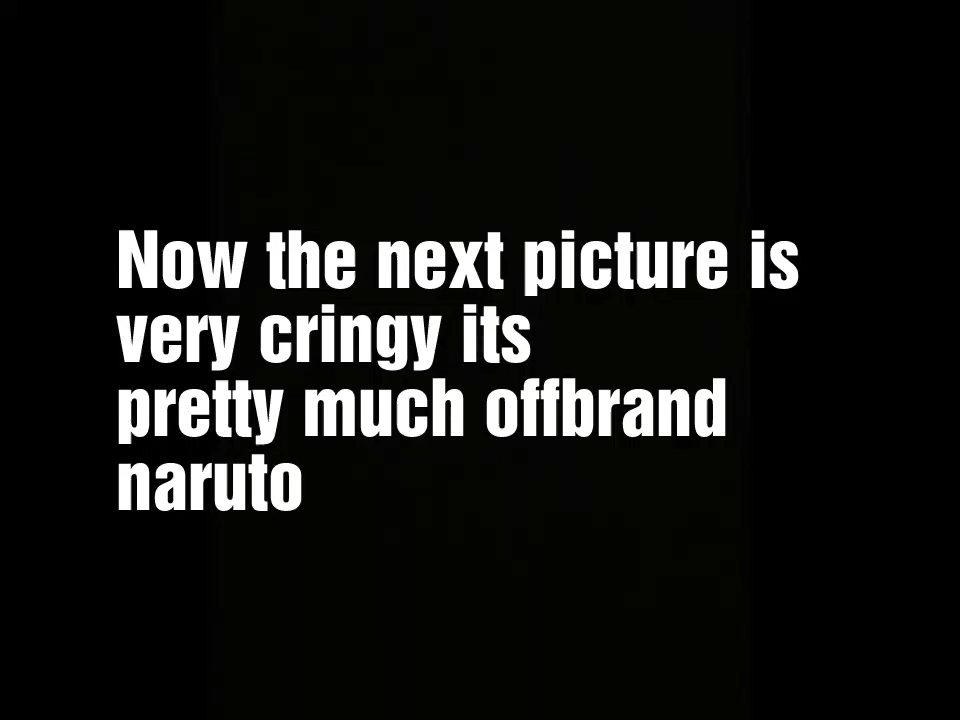 Now the next picture is
very cringy its
pretty much offbrand
naruto